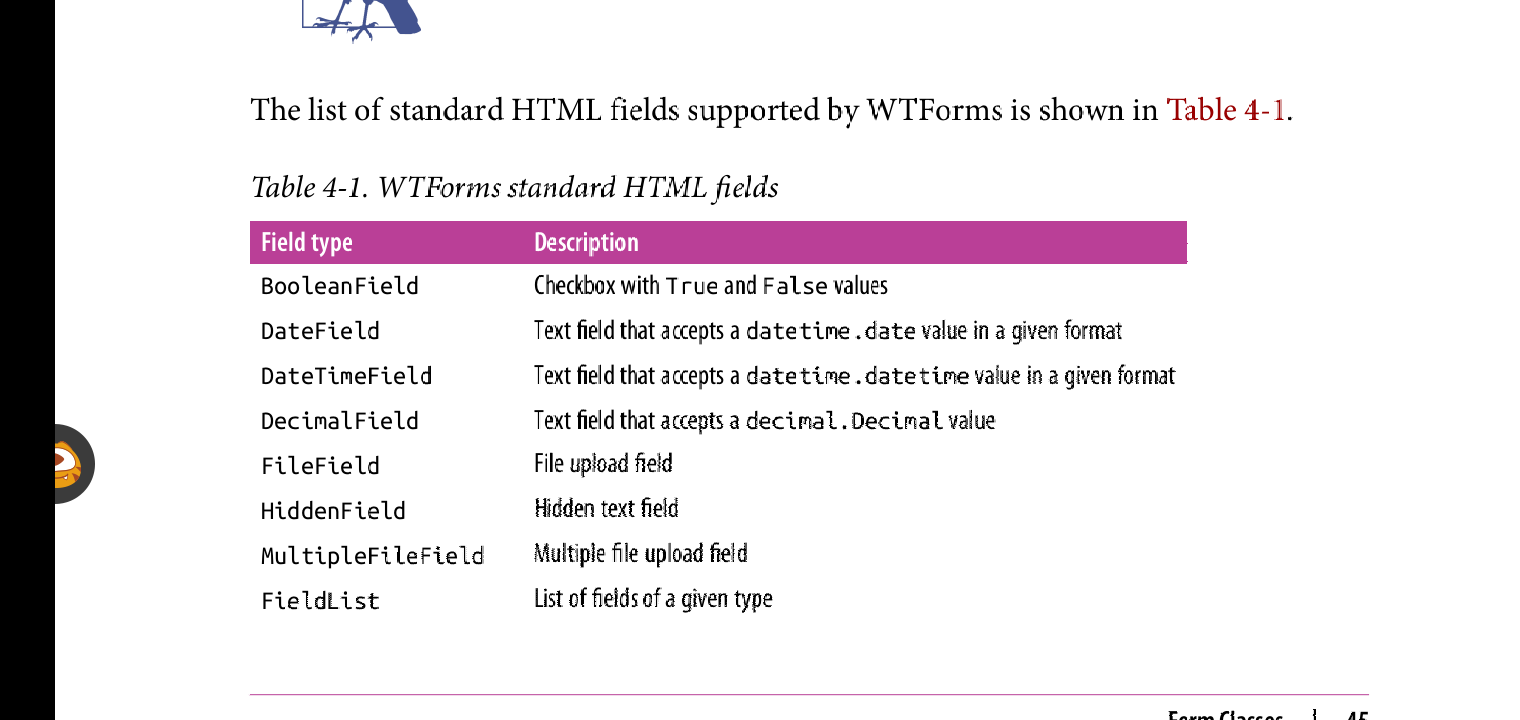 The list of standard HTML fields supported by WTForms is shown in Table 4-1.
Table 4-1. WTForms standard HTML fields
Field type Description
BooleanField Checkbox with True and False values
DateField Text field that accepts a datetime.date value in a given format
DateTimeField Text field that accepts a datetime.datetime value in a given format
DecimalField Text field that accepts a decimal.Decimal value
FileField File upload field
HiddenField Hidden text field
MultipleFileField Multiple file upload field
FieldList List of fields of a given type
Form Classes | 45